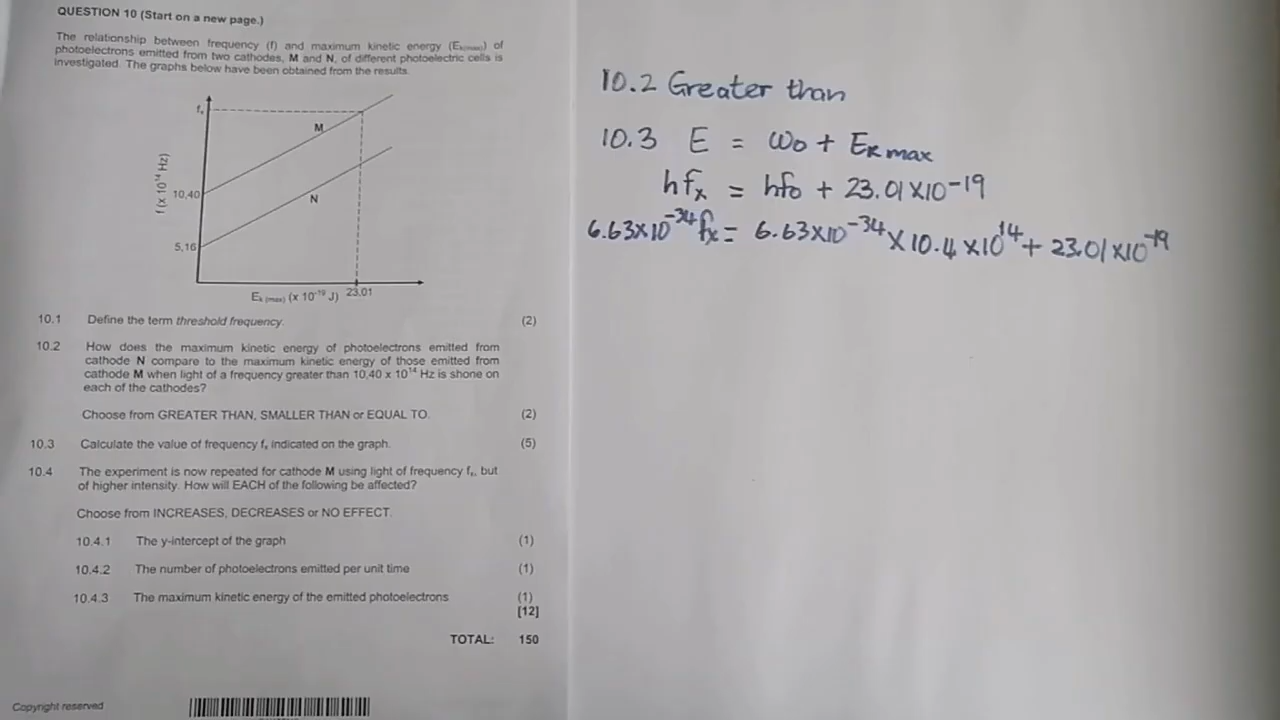 QUESTION 10 (Start on a new page.)
The relationship between frequency (f) and maximum kinetic energy (Eₖ₍ₘₐₓ₎) of
photoelectrons emitted from two cathodes, M and N, of different photoelectric cells is
investigated. The graphs below have been obtained from the results.
fₓ
M
f (x 10¹⁴ Hz)
10,40
N
5,16
Eₖ ₍ₘₐₓ₎ (x 10⁻¹⁹ J)
23,01
10.1 Define the term threshold frequency. (2)
10.2 How does the maximum kinetic energy of photoelectrons emitted from
cathode N compare to the maximum kinetic energy of those emitted from
cathode M when light of a frequency greater than 10,40 x 10¹⁴ Hz is shone on
each of the cathodes?
Choose from GREATER THAN, SMALLER THAN or EQUAL TO. (2)
10.3 Calculate the value of frequency fₓ indicated on the graph. (5)
10.4 The experiment is now repeated for cathode M using light of frequency fₓ, but
of higher intensity. How will EACH of the following be affected?
Choose from INCREASES, DECREASES or NO EFFECT.
10.4.1 The y-intercept of the graph (1)
10.4.2 The number of photoelectrons emitted per unit time (1)
10.4.3 The maximum kinetic energy of the emitted photoelectrons (1)
[12]
TOTAL: 150
Copyright reserved
10.2 Greater than
10.3 E = W₀ + Eₖ max
hfₓ = hf₀ + 23.01×10⁻¹⁹
6.63×10⁻³⁴fₓ = 6.63×10⁻³⁴ × 10.4×10¹⁴ + 23.01×10⁻¹⁹